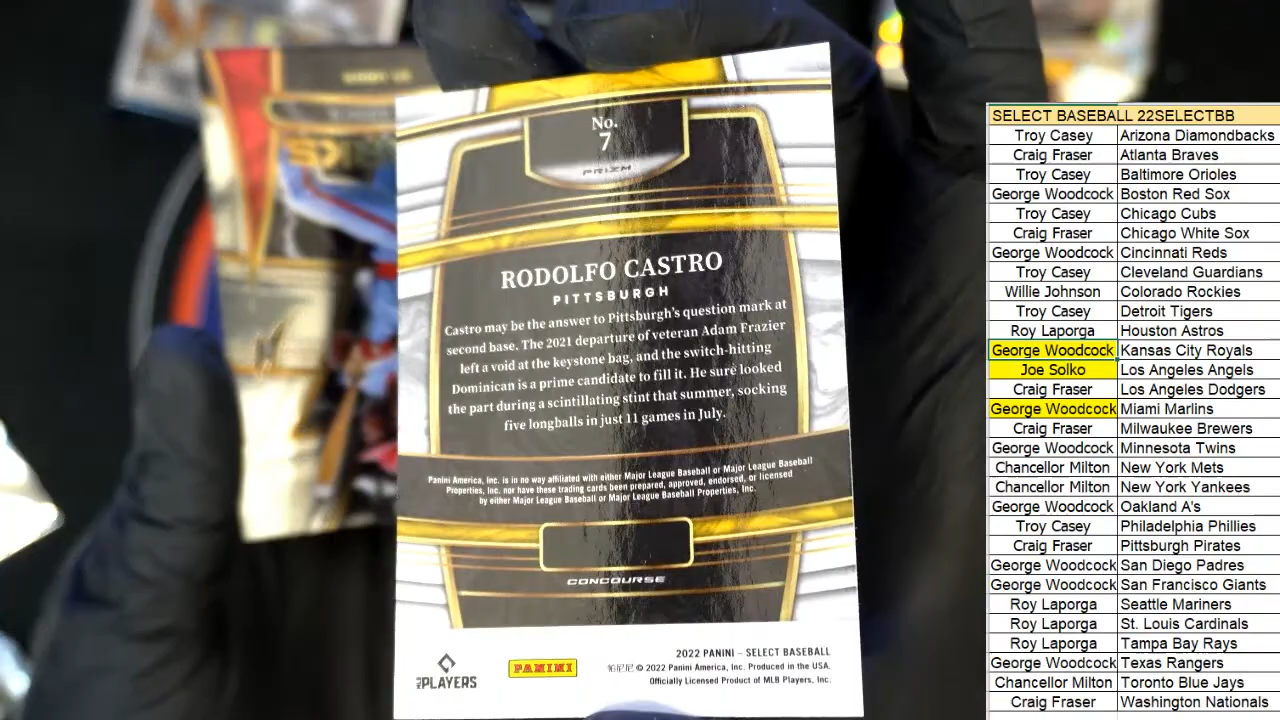 No.
7
PRIZM
RODOLFO CASTRO
PITTSBURGH
Castro may be the answer to Pittsburgh's question mark at
second base. The 2021 departure of veteran Adam Frazier
left a void at the keystone bag, and the switch-hitting
Dominican is a prime candidate to fill it. He sure looked
the part during a scintillating stint that summer, socking
five longballs in just 11 games in July.
Panini America, Inc. is in no way affiliated with either Major League Baseball or Major League Baseball
Properties, Inc. nor have these trading cards been prepared, approved, endorsed, or licensed
by either Major League Baseball or Major League Baseball Properties, Inc.
CONCOURSE
2022 PANINI – SELECT BASEBALL
帕尼尼 © 2022 Panini America, Inc. Produced in the USA.
Officially Licensed Product of MLB Players, Inc.
PLAYERS
PANINI
SELECT BASEBALL 22SELECTBB
Troy Casey Arizona Diamondbacks
Craig Fraser Atlanta Braves
Troy Casey Baltimore Orioles
George Woodcock Boston Red Sox
Troy Casey Chicago Cubs
Craig Fraser Chicago White Sox
George Woodcock Cincinnati Reds
Troy Casey Cleveland Guardians
Willie Johnson Colorado Rockies
Troy Casey Detroit Tigers
Roy Laporga Houston Astros
George Woodcock Kansas City Royals
Joe Solko Los Angeles Angels
Craig Fraser Los Angeles Dodgers
George Woodcock Miami Marlins
Craig Fraser Milwaukee Brewers
George Woodcock Minnesota Twins
Chancellor Milton New York Mets
Chancellor Milton New York Yankees
George Woodcock Oakland A's
Troy Casey Philadelphia Phillies
Craig Fraser Pittsburgh Pirates
George Woodcock San Diego Padres
George Woodcock San Francisco Giants
Roy Laporga Seattle Mariners
Roy Laporga St. Louis Cardinals
Roy Laporga Tampa Bay Rays
George Woodcock Texas Rangers
Chancellor Milton Toronto Blue Jays
Craig Fraser Washington Nationals